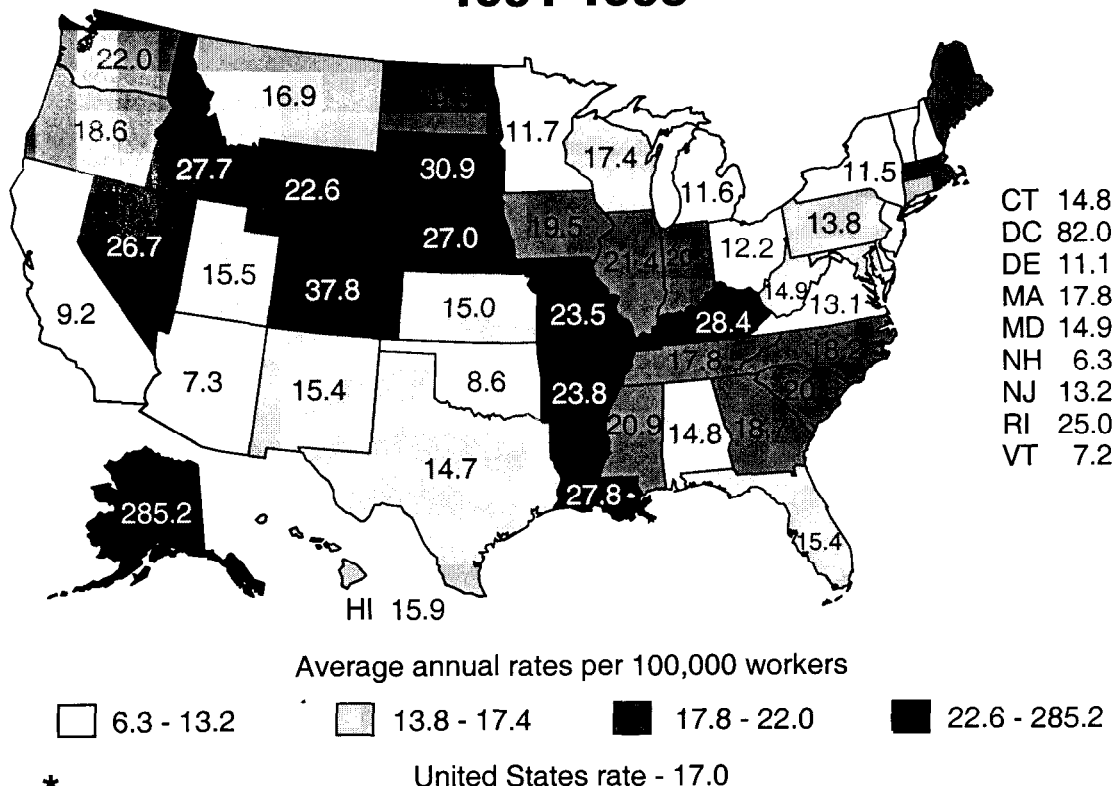 22.0
16.9
18.6
11.7
27.7
22.6
30.9
17.4
11.6
11.5
26.7
27.0
19.5
13.8
12.2
15.5
37.8
15.0
21.4
14.9
13.1
9.2
23.5
28.4
7.3
15.4
8.6
17.8
18.2
23.8
20.9
14.8
14.7
27.8
285.2
15.4
HI 15.9
CT 14.8
DC 82.0
DE 11.1
MA 17.8
MD 14.9
NH 6.3
NJ 13.2
RI 25.0
VT 7.2
Average annual rates per 100,000 workers
6.3 - 13.2
13.8 - 17.4
17.8 - 22.0
22.6 - 285.2
*
United States rate - 17.0